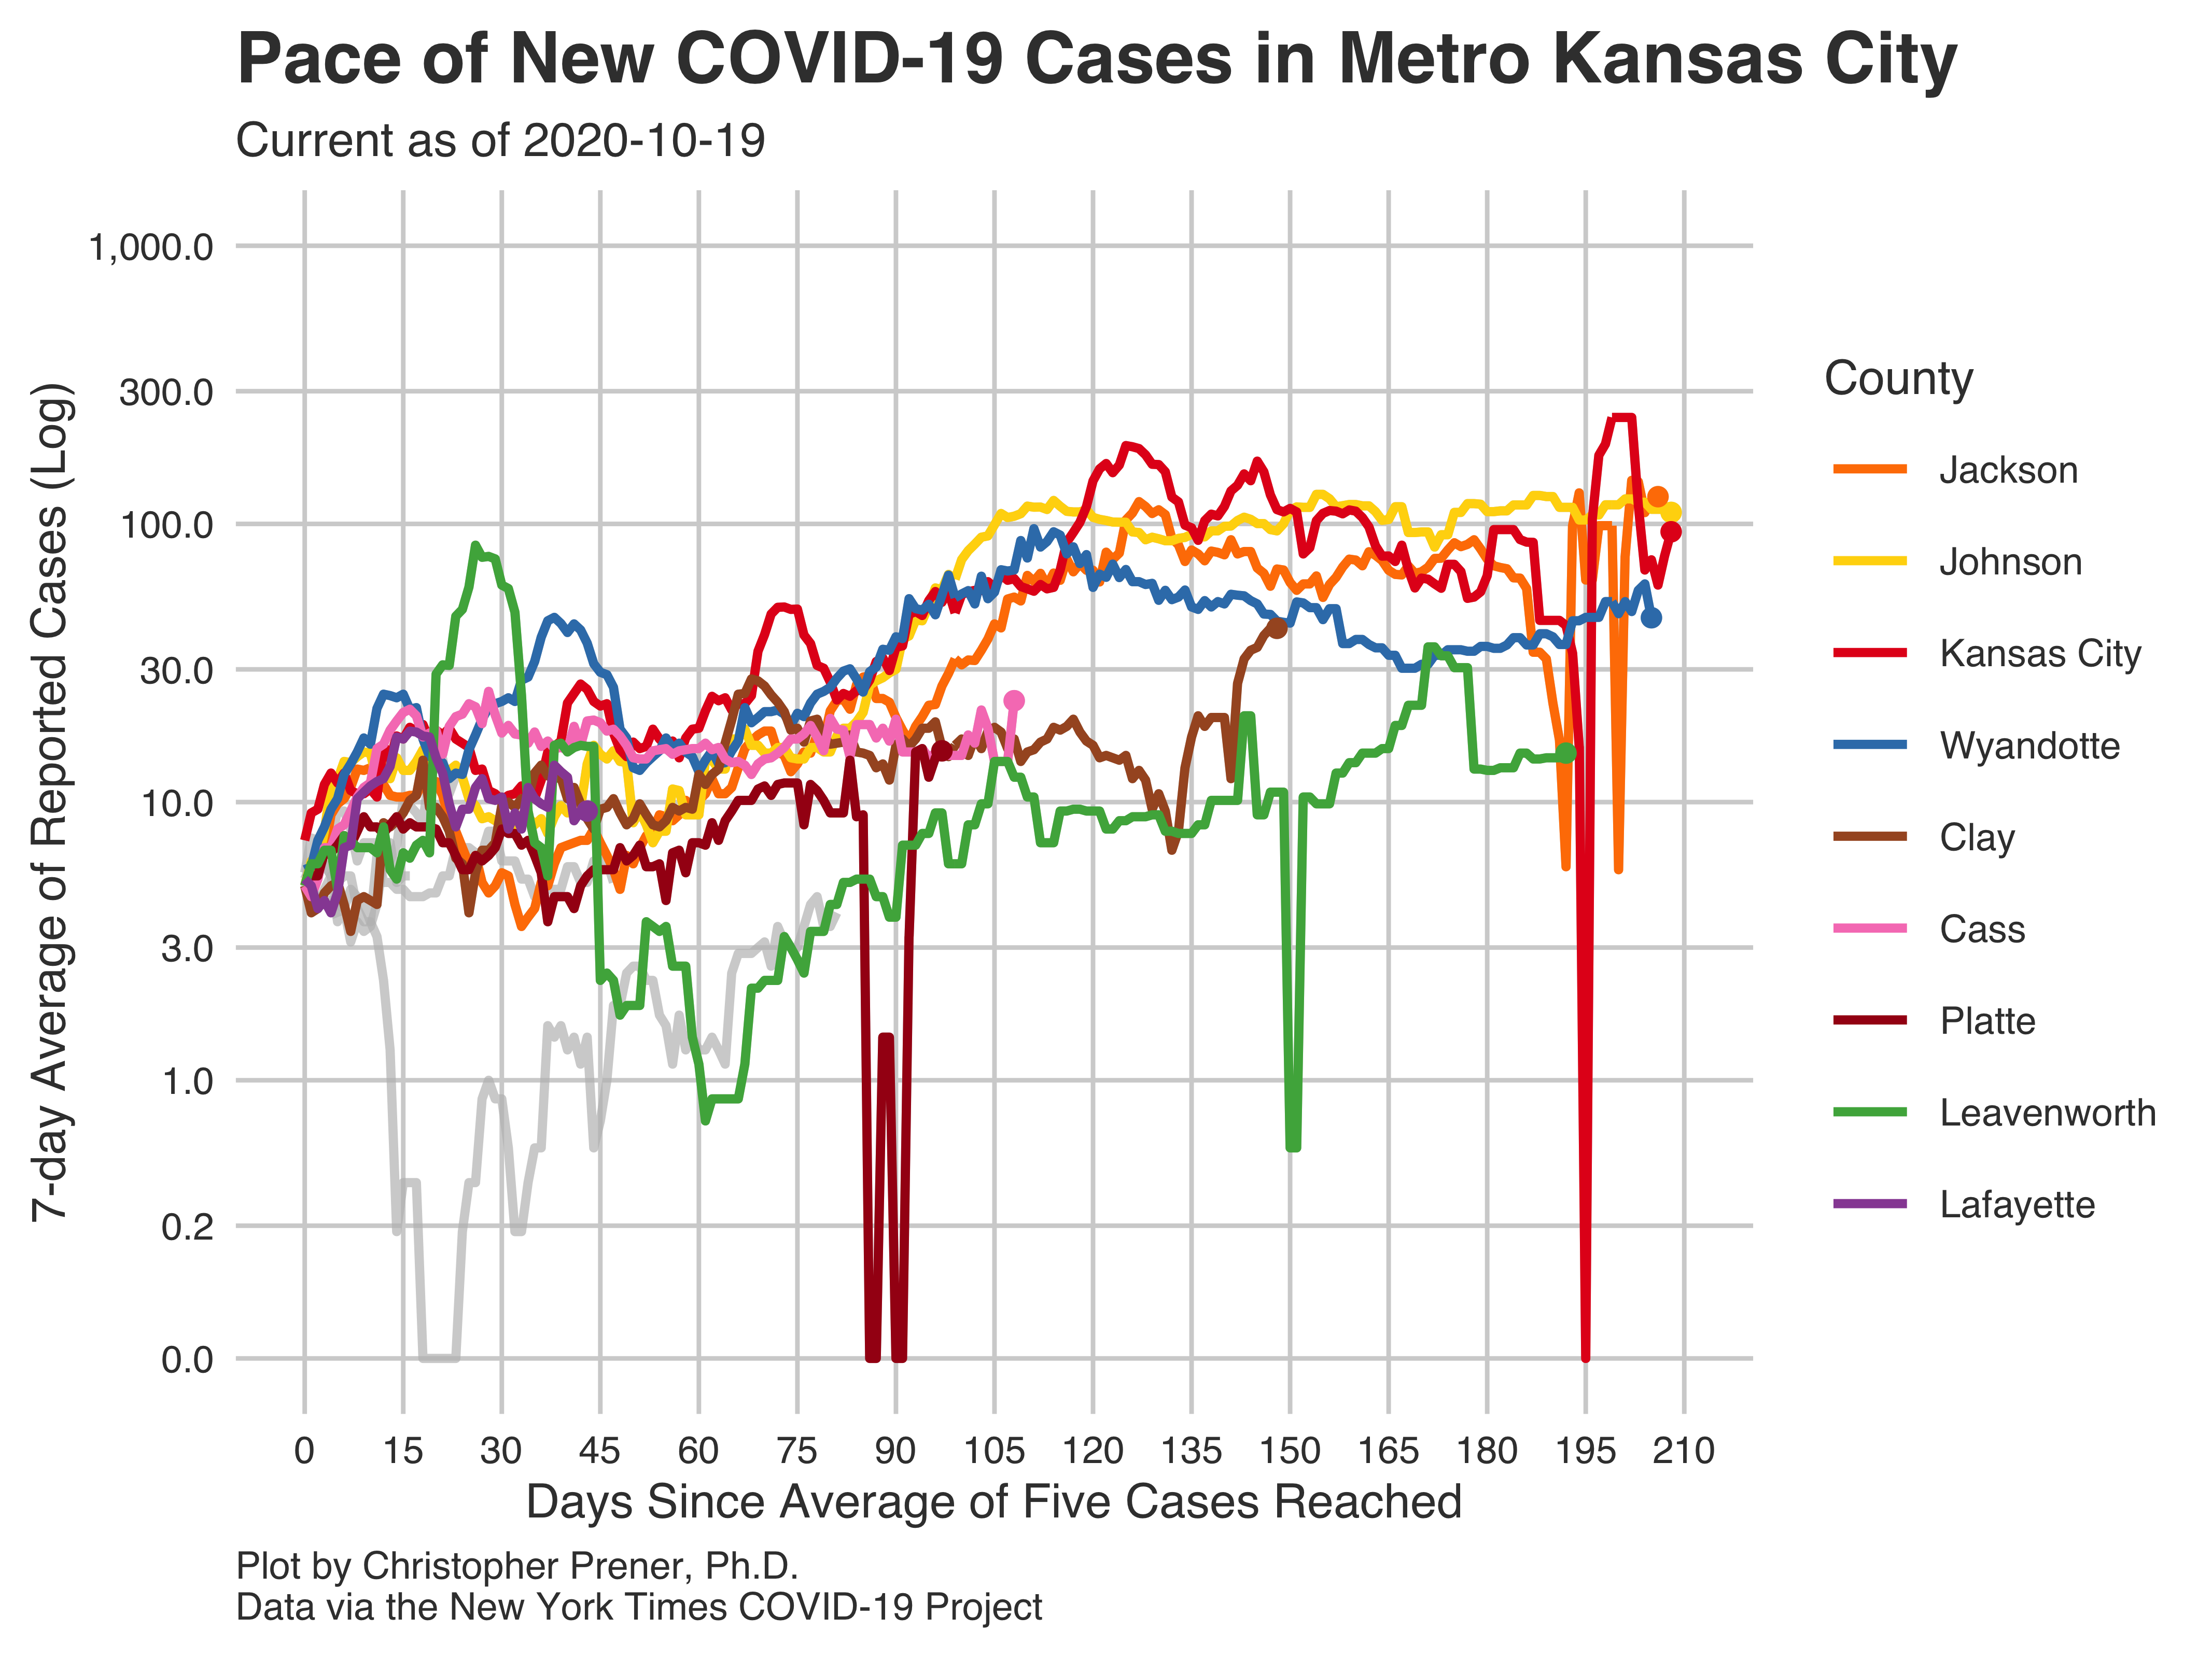 Pace of New COVID-19 Cases in Metro Kansas City
Current as of 2020-10-19
7-day Average of Reported Cases (Log)
1,000.0
300.0
100.0
30.0
10.0
3.0
1.0
0.2
0.0
0 15 30 45 60 75 90 105 120 135 150 165 180 195 210
Days Since Average of Five Cases Reached
County
Jackson
Johnson
Kansas City
Wyandotte
Clay
Cass
Platte
Leavenworth
Lafayette
Plot by Christopher Prener, Ph.D.
Data via the New York Times COVID-19 Project